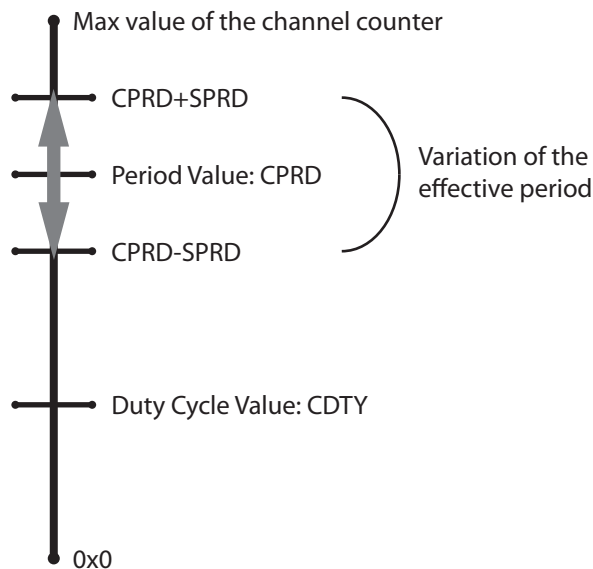 Max value of the channel counter
CPRD+SPRD
Period Value: CPRD
Variation of the
effective period
CPRD-SPRD
Duty Cycle Value: CDTY
0x0